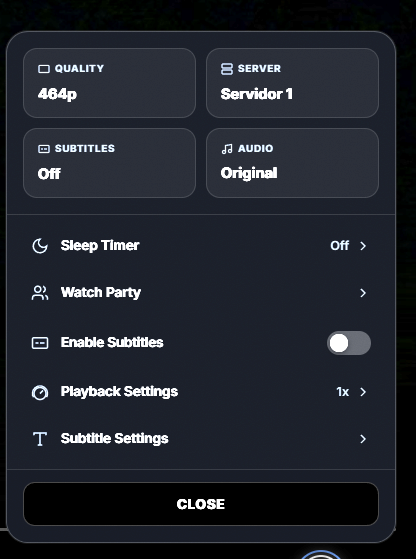 QUALITY
464p
SERVER
Servidor 1
SUBTITLES
Off
AUDIO
Original
Sleep Timer Off
Watch Party
Enable Subtitles
Playback Settings 1x
Subtitle Settings
CLOSE